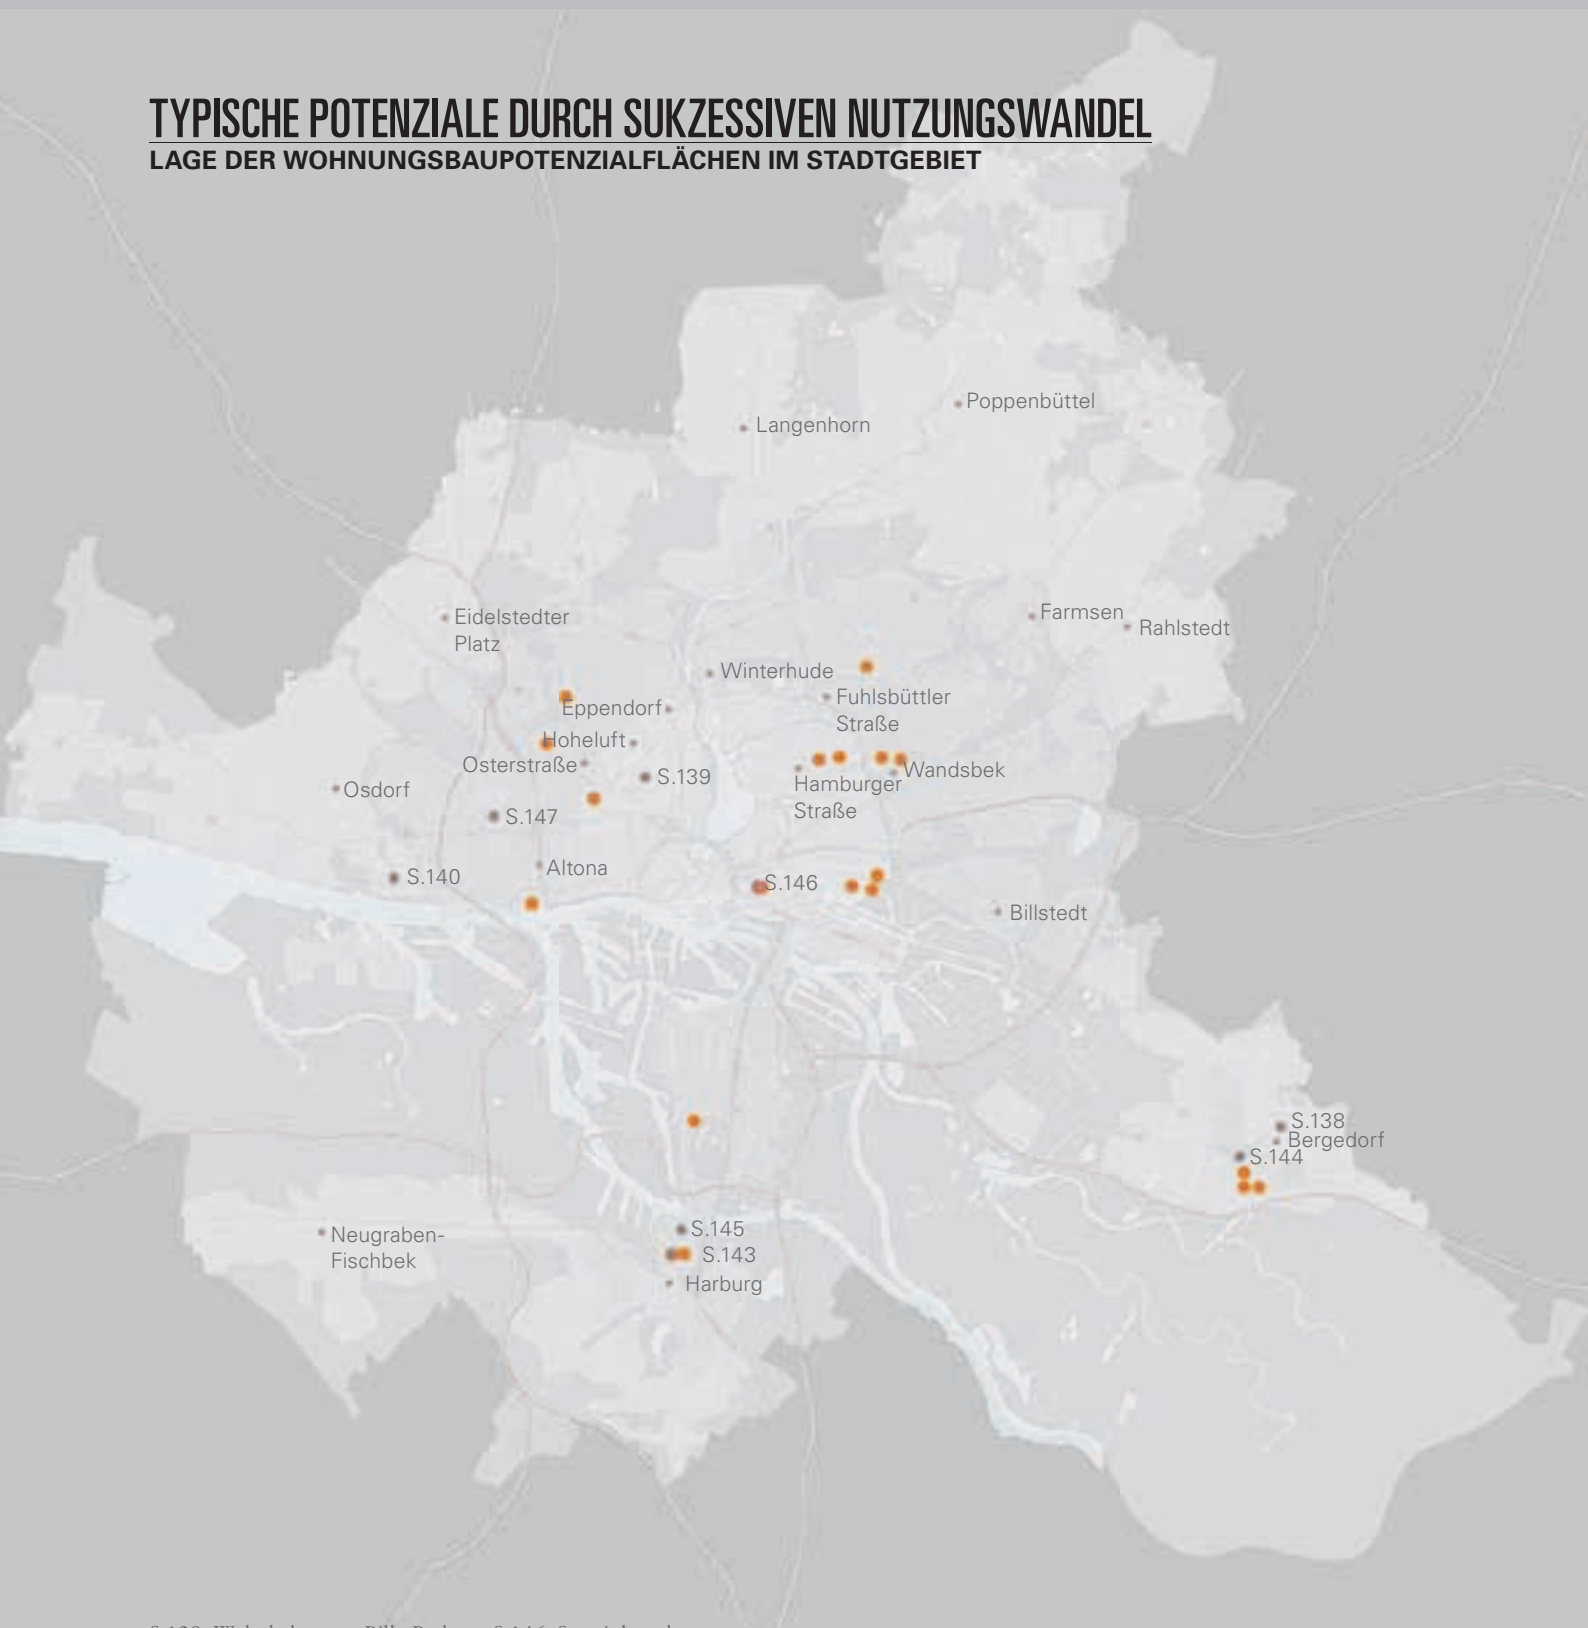 TYPISCHE POTENZIALE DURCH SUKZESSIVEN NUTZUNGSWANDEL
LAGE DER WOHNUNGSBAUPOTENZIALFLÄCHEN IM STADTGEBIET
Poppenbüttel
Langenhorn
Eidelstedter
Platz
Farmsen
Rahlstedt
Winterhude
Fuhlsbüttler
Straße
Eppendorf
Hoheluft
Osterstraße
S.139
Wandsbek
Hamburger
Straße
Osdorf
S.147
Altona
S.140
S.146
Billstedt
S.138
Bergedorf
S.144
S.145
S.143
Harburg
Neugraben-
Fischbek